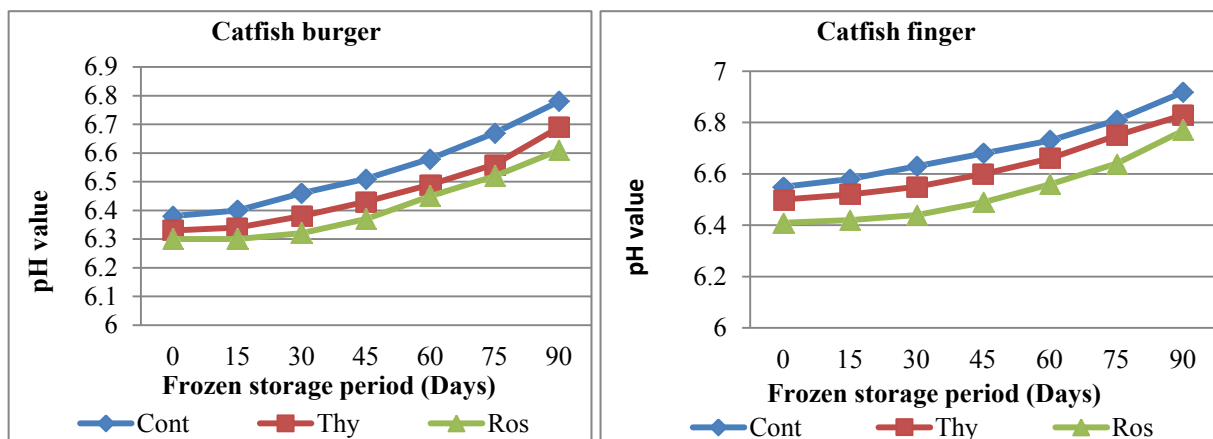 Catfish burger
6.9
6.8
6.7
6.6
6.5
6.4
6.3
6.2
6.1
6
pH value
0 15 30 45 60 75 90
Frozen storage period (Days)
Cont Thy Ros
Catfish finger
7
6.8
6.6
6.4
6.2
6
pH value
0 15 30 45 60 75 90
Frozen storage period (Days)
Cont Thy Ros